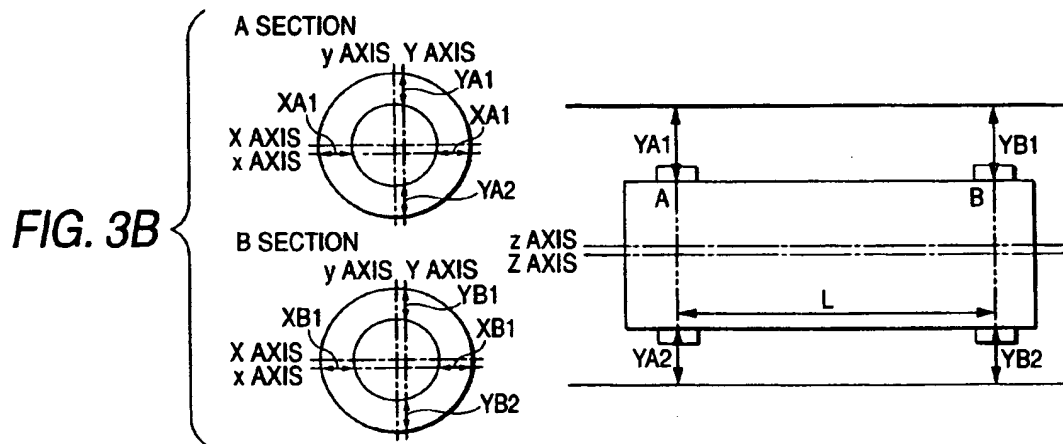 FIG. 3B
A SECTION
y AXIS Y AXIS
YA1
XA1
XA1
X AXIS
x AXIS
YA2
B SECTION
y AXIS Y AXIS
YB1
XB1
XB1
X AXIS
x AXIS
YB2
YA1
YB1
A
B
z AXIS
Z AXIS
L
YA2
YB2